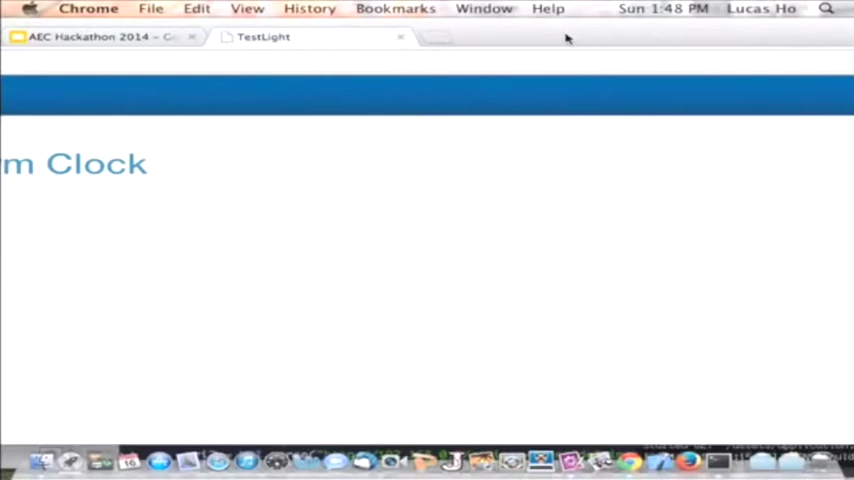 Chrome File Edit View History Bookmarks Window Help Sun 1:48 PM Lucas Ho
AEC Hackathon 2014 - TestLight
m Clock
16